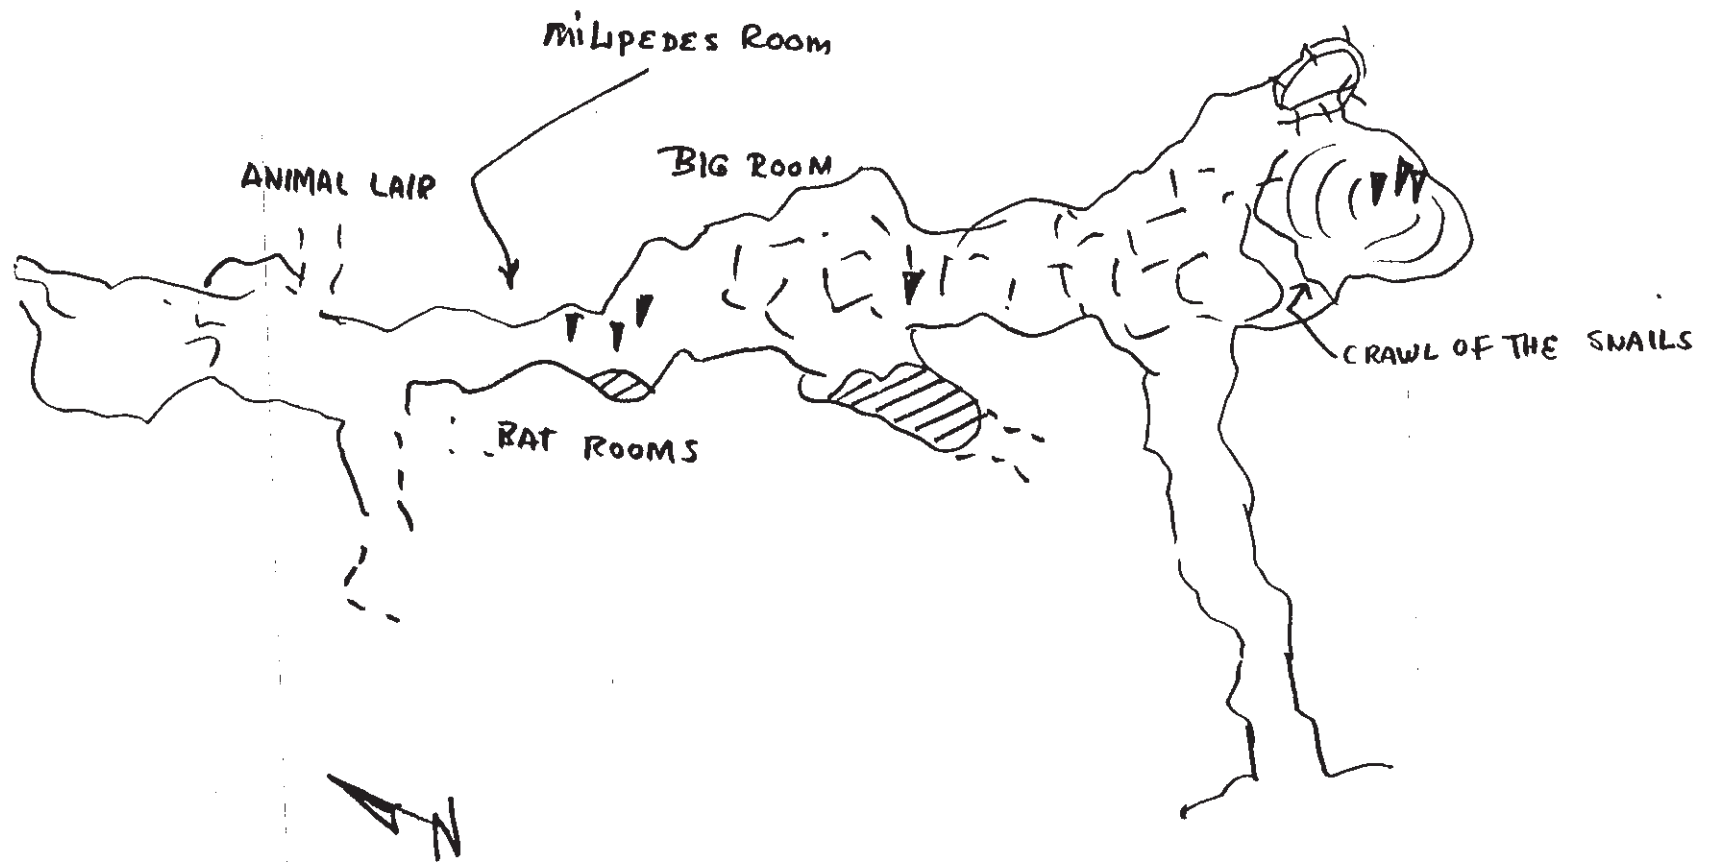 MILIPEDES ROOM
BIG ROOM
ANIMAL LAIR
CRAWL OF THE SNAILS
BAT ROOMS
N